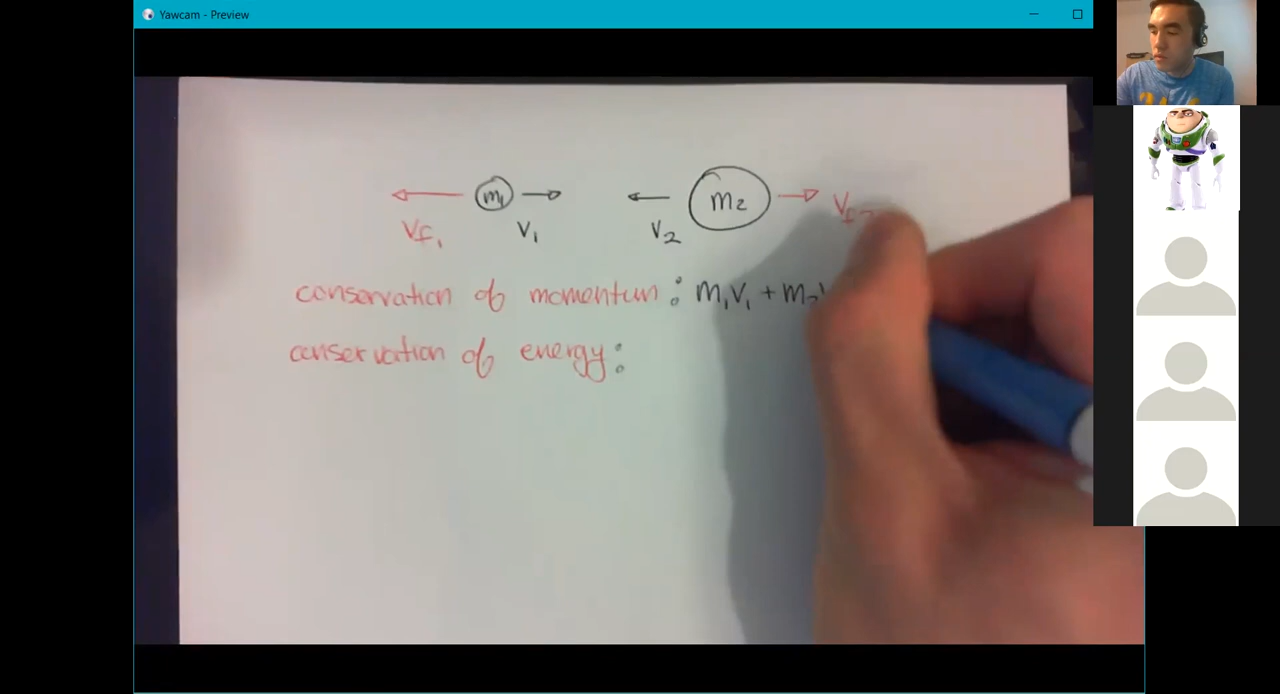 Yawcam - Preview
m₁ m₂
Vf₁ V₁ V₂
conservation of momentum : m₁V₁ + m₂
conservation of energy: